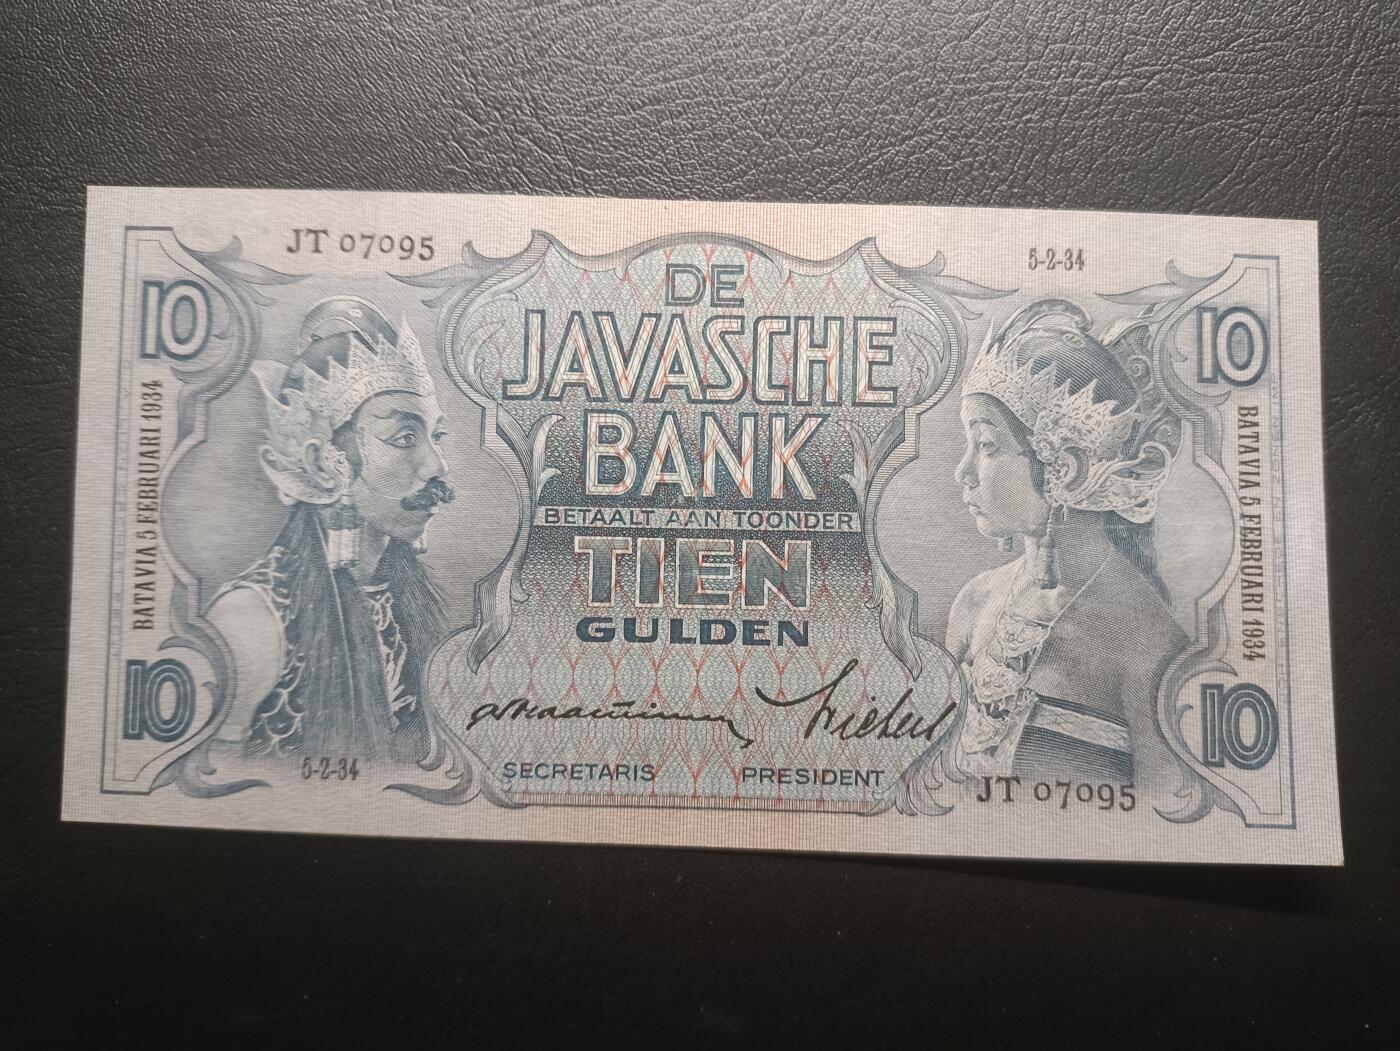 JT 07095
5-2-34
10
10
DE
JAVASCHE
BANK
BETAALT AAN TOONDER
TIEN
GULDEN
BATAVIA 5 FEBRUARI 1934
BATAVIA 5 FEBRUARI 1934
10
10
SECRETARIS
PRESIDENT
5-2-34
JT 07095